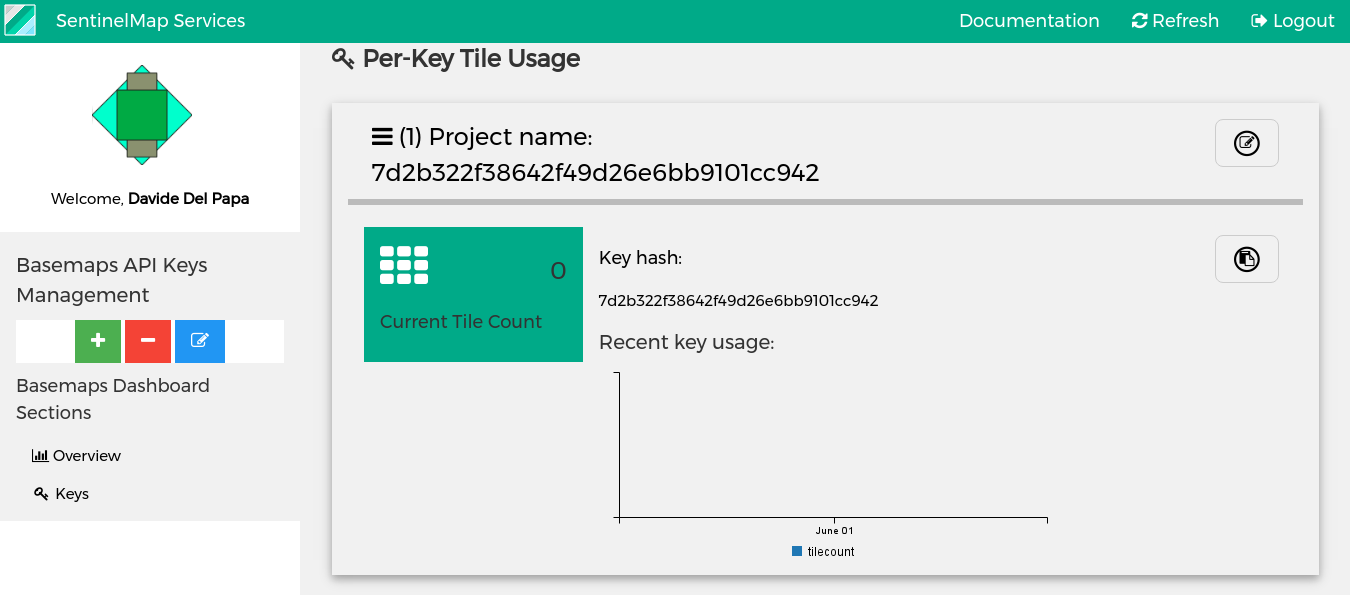 SentinelMap Services
Documentation
Refresh
Logout
Welcome, Davide Del Papa
Basemaps API Keys
Management
Basemaps Dashboard
Sections
Overview
Keys
Per-Key Tile Usage
(1) Project name:
7d2b322f38642f49d26e6bb9101cc942
0
Current Tile Count
Key hash:
7d2b322f38642f49d26e6bb9101cc942
Recent key usage:
June 01
tilecount